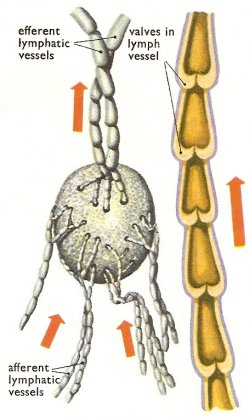 efferent
lymphatic
vessels
valves in
lymph
vessel
afferent
lymphatic
vessels